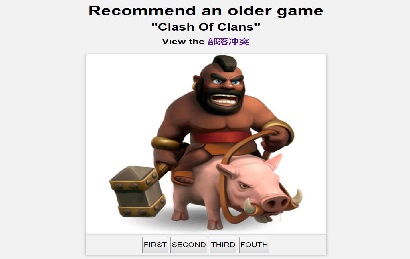 Recommend an older game
"Clash Of Clans"
View the 部落冲突
FIRST SECOND THIRD FOUTH